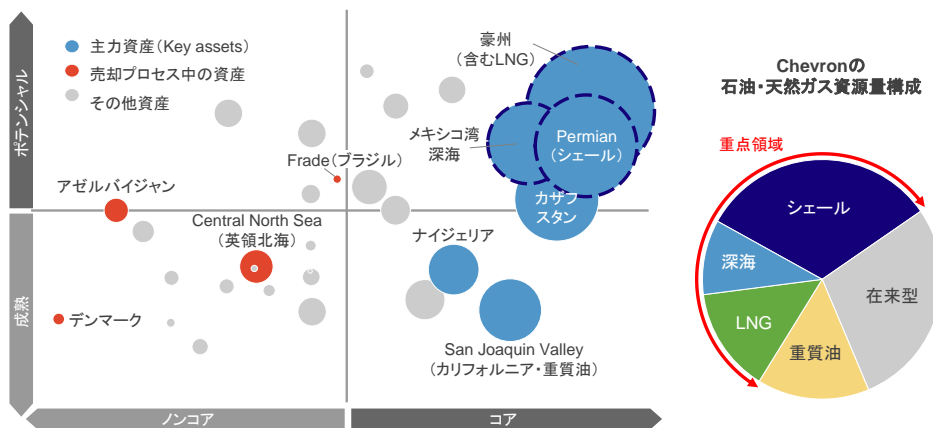 主力資産(Key assets)
売却プロセス中の資産
その他資産
ポテンシャル
成熟
ノンコア
コア
豪州
(含むLNG)
メキシコ湾
深海
Permian
(シェール)
カザフ
スタン
Frade(ブラジル)
アゼルバイジャン
Central North Sea
(英領北海)
ナイジェリア
デンマーク
San Joaquin Valley
(カリフォルニア・重質油)
Chevronの
石油・天然ガス資源量構成
重点領域
シェール
深海
在来型
LNG
重質油